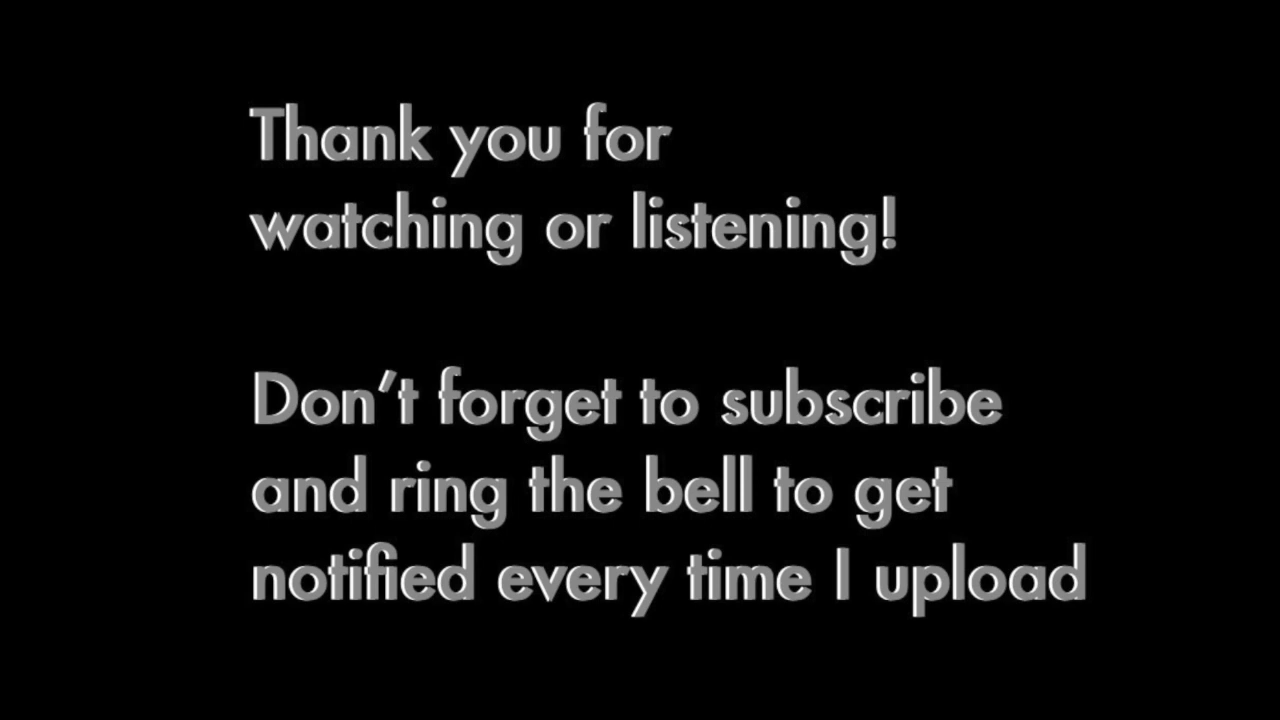 Thank you for
watching or listening!
Don’t forget to subscribe
and ring the bell to get
notified every time I upload